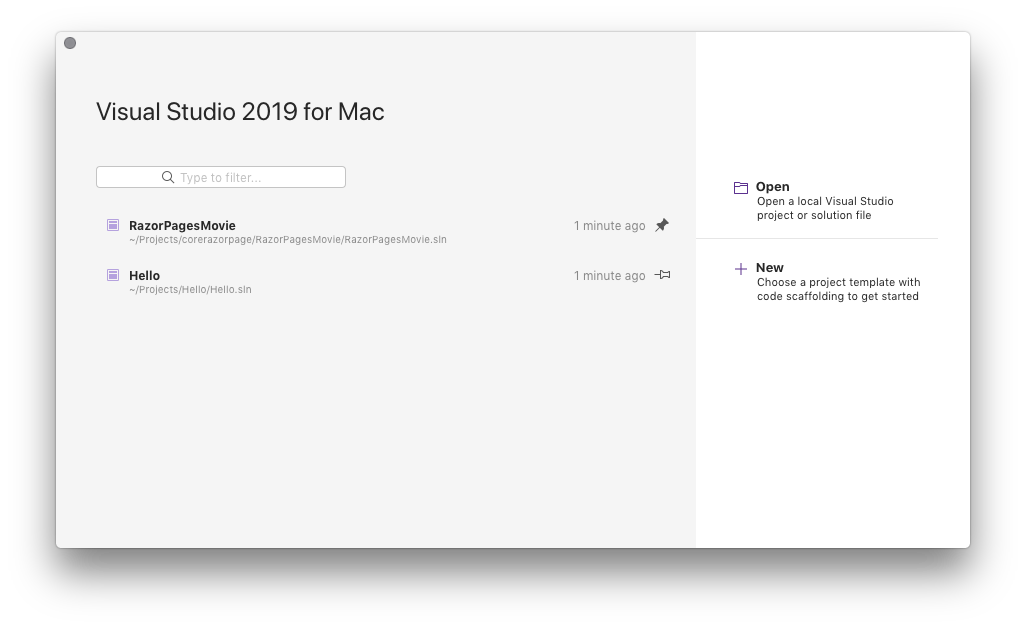 Visual Studio 2019 for Mac
Type to filter...
RazorPagesMovie 1 minute ago
~/Projects/corerazorpage/RazorPagesMovie/RazorPagesMovie.sln
Hello 1 minute ago
~/Projects/Hello/Hello.sln
Open
Open a local Visual Studio
project or solution file
New
Choose a project template with
code scaffolding to get started